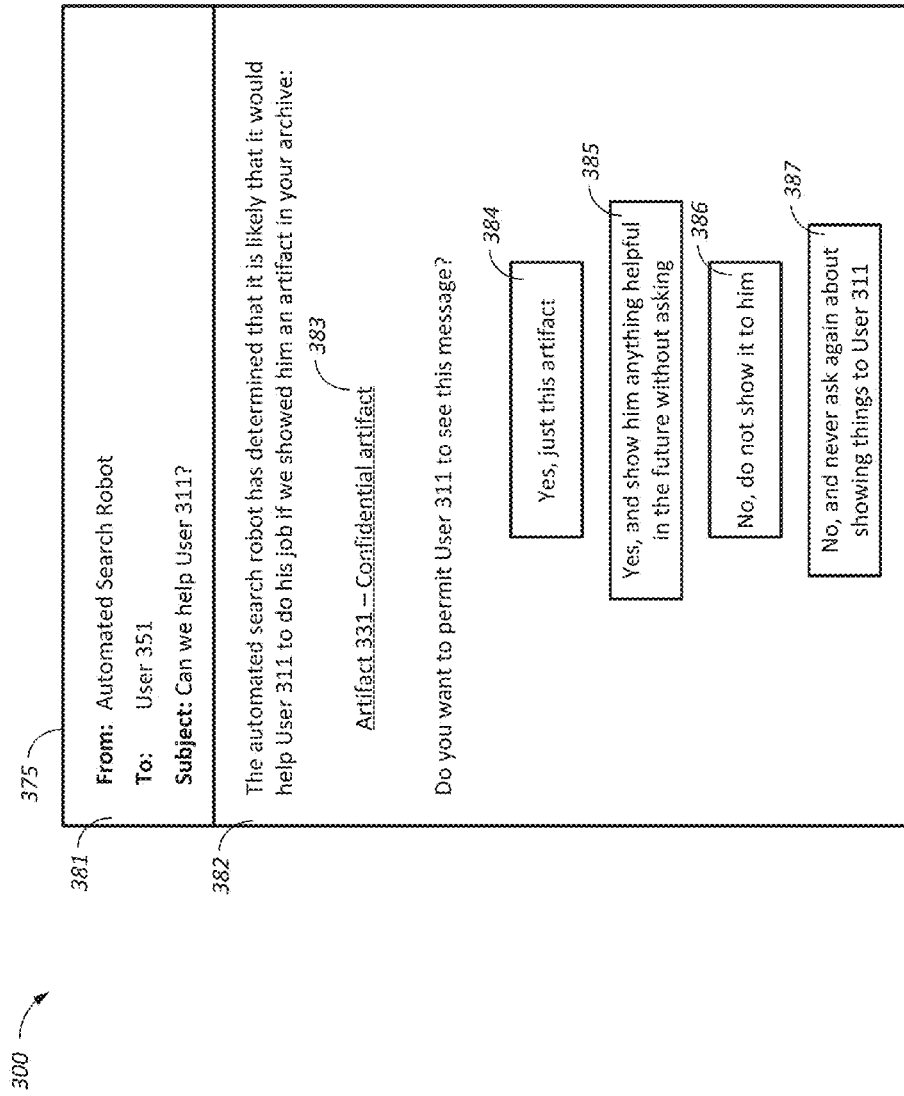 300
375
381
From: Automated Search Robot
To: User 351
Subject: Can we help User 311?
382
The automated search robot has determined that it is likely that it would
help User 311 to do his job if we showed him an artifact in your archive:
383
Artifact 331 – Confidential artifact
Do you want to permit User 311 to see this message?
384
Yes, just this artifact
385
Yes, and show him anything helpful
in the future without asking
386
No, do not show it to him
387
No, and never ask again about
showing things to User 311